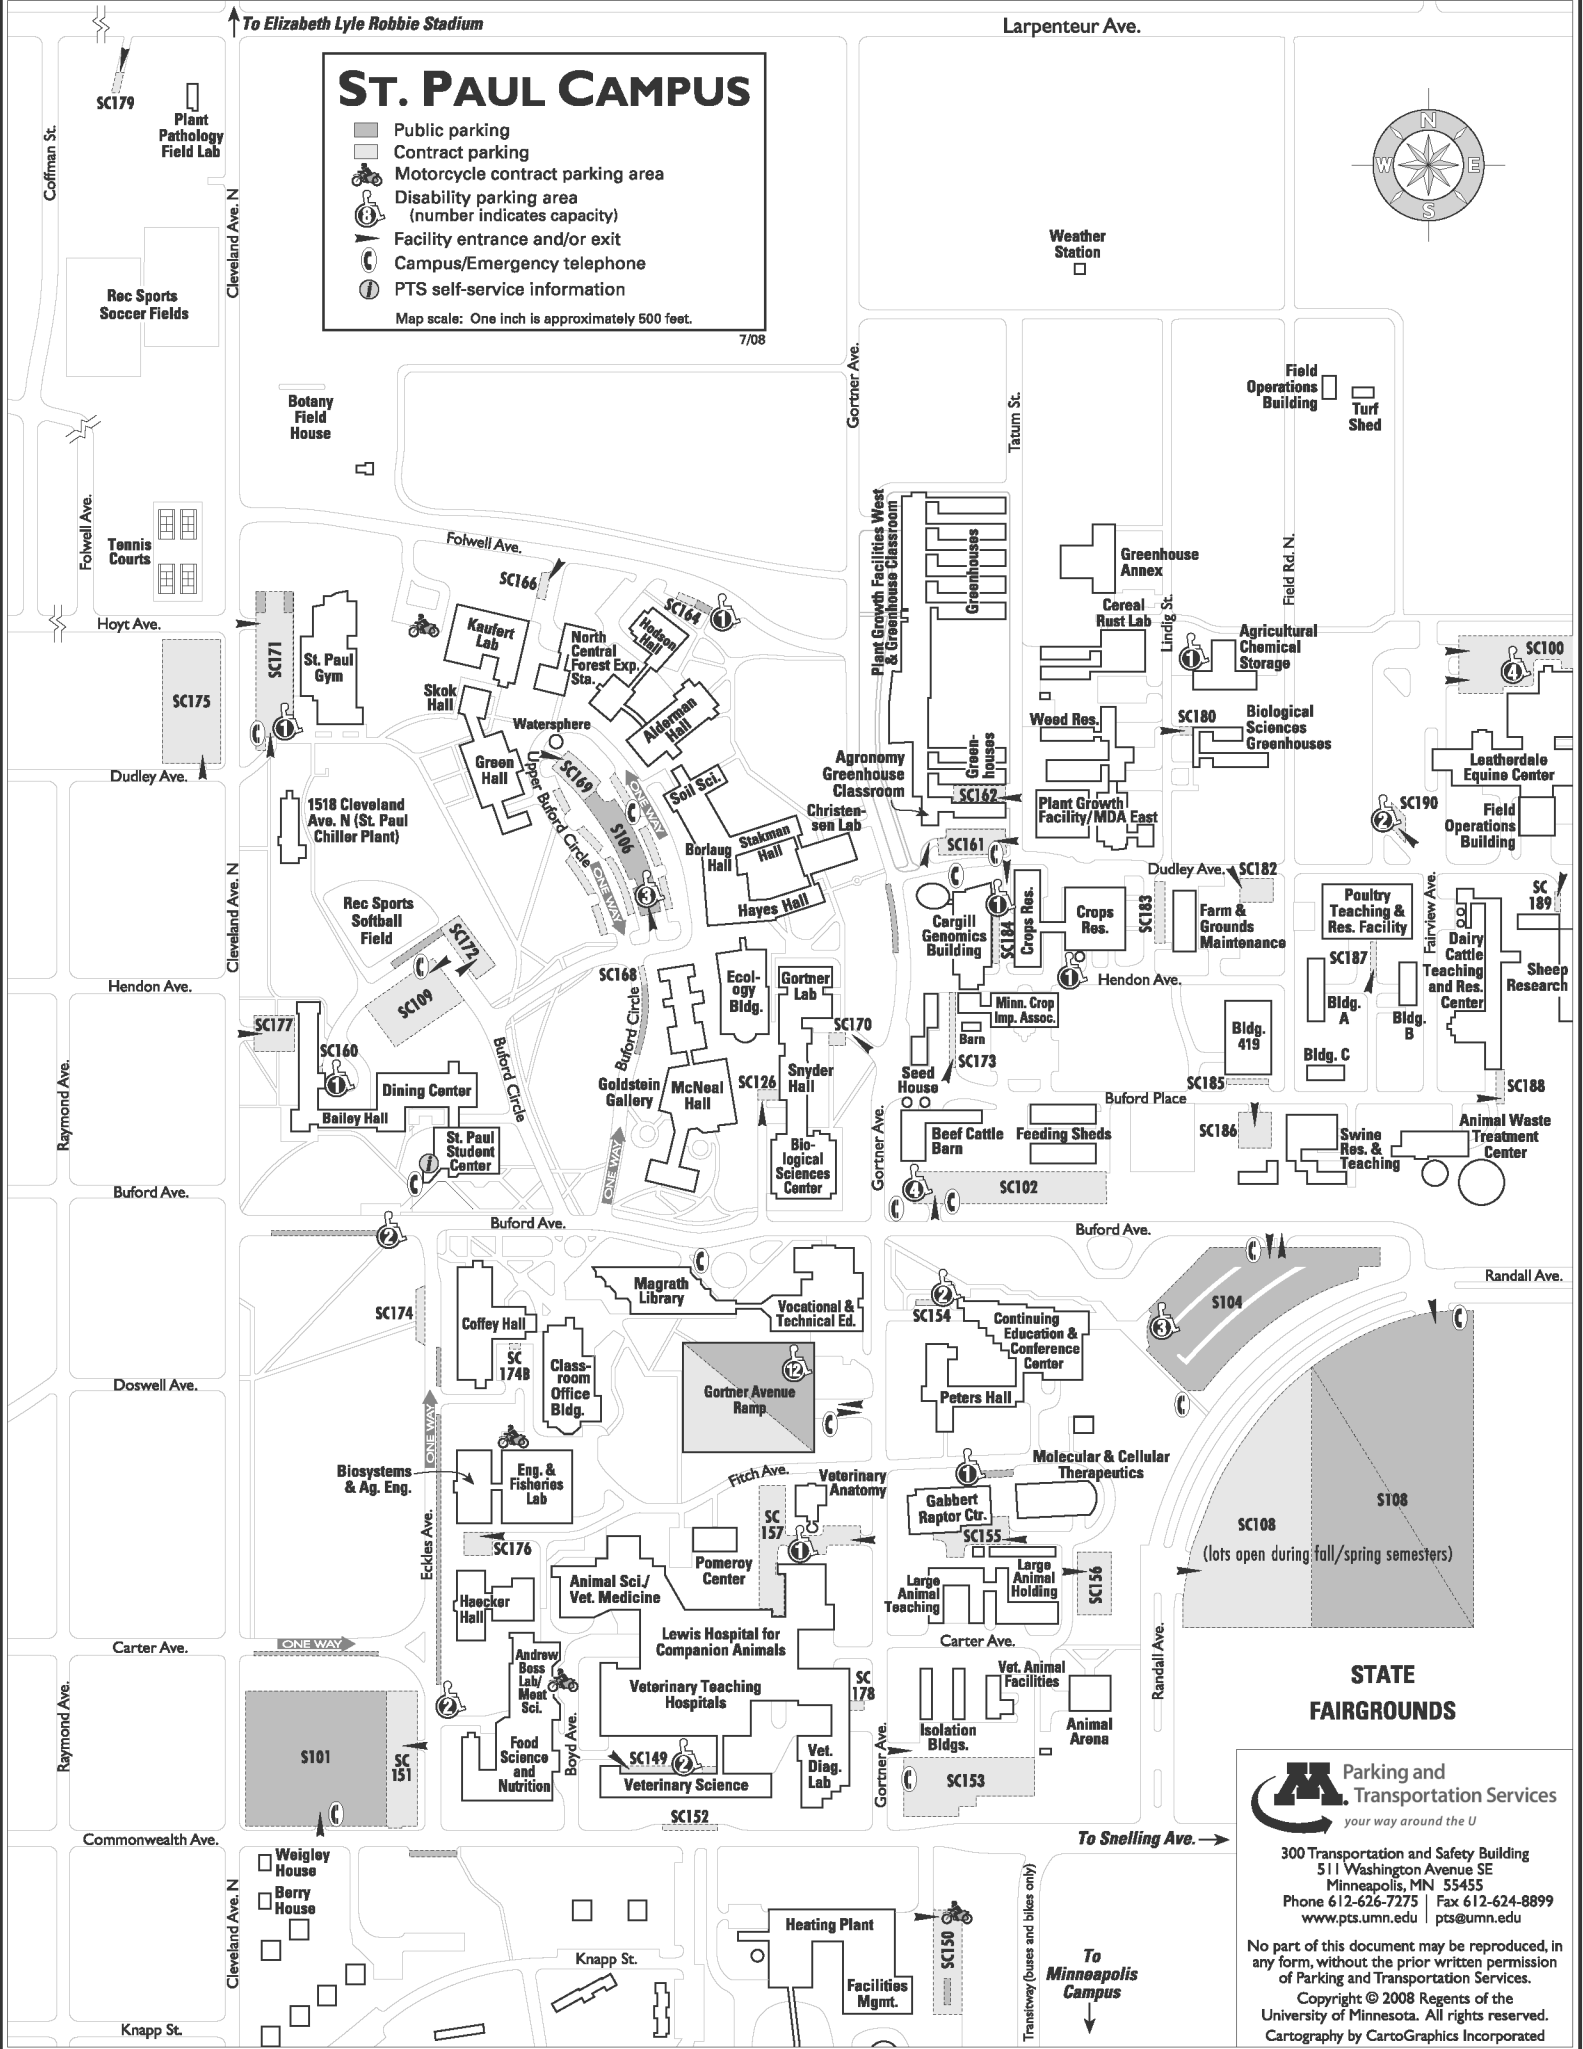 To Elizabeth Lyle Robbie Stadium
Larpenteur Ave.
ST. PAUL CAMPUS
Public parking
Contract parking
Motorcycle contract parking area
Disability parking area
8
(number indicates capacity)
Facility entrance and/or exit
Campus/Emergency telephone
i
PTS self-service information
Map scale: One inch is approximately 500 feet.
7/08
N
W
E
S
SC179
Plant
Pathology
Field Lab
Coffman St.
Cleveland Ave. N
Rec Sports
Soccer Fields
Weather
Station
Botany
Field
House
Gortner Ave.
Tatum St.
Field
Operations
Building
Turf
Shed
Folwell Ave.
Tennis
Courts
Folwell Ave.
SC166
SC164
1
Plant Growth Facilities West
& Greenhouse Classroom
Greenhouses
Greenhouse
Annex
Field Rd. N.
Lindig St.
Cereal
Rust Lab
Hoyt Ave.
SC171
St. Paul
Gym
SC175
1
Kaufert
Lab
North
Central
Forest Exp.
Sta.
Hodson
Hall
Skok
Hall
Alderman
Hall
Watersphere
Green
Hall
Upper Buford Circle
SC169
S106
ONE WAY
ONE WAY
3
Soil Sci.
Agronomy
Greenhouse
Classroom
Green-
houses
SC162
Weed Res.
1
Agricultural
Chemical
Storage
SC180
Biological
Sciences
Greenhouses
SC100
4
Leatherdale
Equine Center
Dudley Ave.
1518 Cleveland
Ave. N (St. Paul
Chiller Plant)
Christen-
sen Lab
Stakman
Hall
Borlaug
Hall
Hayes Hall
SC161
Plant Growth
Facility/MDA East
SC190
2
Field
Operations
Building
Dudley Ave.
SC182
Cleveland Ave. N
Rec Sports
Softball
Field
SC172
SC109
Cargill
Genomics
Building
1
SC184
Crops Res.
Crops
Res.
SC183
Farm &
Grounds
Maintenance
Poultry
Teaching &
Res. Facility
Fairview Ave.
SC
189
Dairy
Cattle
Teaching
and Res.
Center
Sheep
Research
SC187
Bldg.
A
Bldg.
B
Bldg. C
Hendon Ave.
SC177
SC160
1
Dining Center
Bailey Hall
St. Paul
Student
Center
i
Buford Circle
SC168
Buford Circle
Goldstein
Gallery
McNeal
Hall
Ecol-
ogy
Bldg.
Gortner
Lab
SC170
SC126
Snyder
Hall
Bio-
logical
Sciences
Center
Gortner Ave.
1
Hendon Ave.
Minn. Crop
Imp. Assoc.
Barn
SC173
Seed
House
Bldg.
419
SC185
Buford Place
SC188
SC186
Beef Cattle
Barn
Feeding Sheds
Swine
Res. &
Teaching
Animal Waste
Treatment
Center
SC102
4
Raymond Ave.
Buford Ave.
ONE WAY
Buford Ave.
Buford Ave.
2
SC174
Coffey Hall
SC
174B
Class-
room
Office
Bldg.
Magrath
Library
Vocational &
Technical Ed.
SC154
2
Continuing
Education &
Conference
Center
Peters Hall
S104
3
Randall Ave.
Doswell Ave.
12
Gortner Avenue
Ramp
ONE WAY
Biosystems
& Ag. Eng.
Eng. &
Fisheries
Lab
Fitch Ave.
Veterinary
Anatomy
SC
157
1
Pomeroy
Center
1
Molecular & Cellular
Therapeutics
Gabbert
Raptor Ctr.
SC155
Large
Animal
Teaching
Large
Animal
Holding
SC156
SC108
S108
(lots open during fall/spring semesters)
Eckles Ave.
SC176
Haecker
Hall
Animal Sci./
Vet. Medicine
Lewis Hospital for
Companion Animals
Carter Ave.
ONE WAY
Carter Ave.
Andrew
Boss
Lab/
Meat
Sci.
2
Veterinary Teaching
Hospitals
SC
178
Vet. Animal
Facilities
Isolation
Bldgs.
Animal
Arena
Randall Ave.
STATE
FAIRGROUNDS
Raymond Ave.
S101
SC
151
Food
Science
and
Nutrition
Boyd Ave.
SC149
2
Veterinary Science
Vet.
Diag.
Lab
Gortner Ave.
SC153
SC152
Commonwealth Ave.
To Snelling Ave.
Weigley
House
Berry
House
Cleveland Ave. N
Knapp St.
Knapp St.
Heating Plant
Facilities
Mgmt.
SC150
Transitway (buses and bikes only)
To
Minneapolis
Campus
M
Parking and
Transportation Services
your way around the U
300 Transportation and Safety Building
511 Washington Avenue SE
Minneapolis, MN 55455
Phone 612-626-7275 | Fax 612-624-8899
www.pts.umn.edu | pts@umn.edu
No part of this document may be reproduced, in
any form, without the prior written permission
of Parking and Transportation Services.
Copyright © 2008 Regents of the
University of Minnesota. All rights reserved.
Cartography by CartoGraphics Incorporated